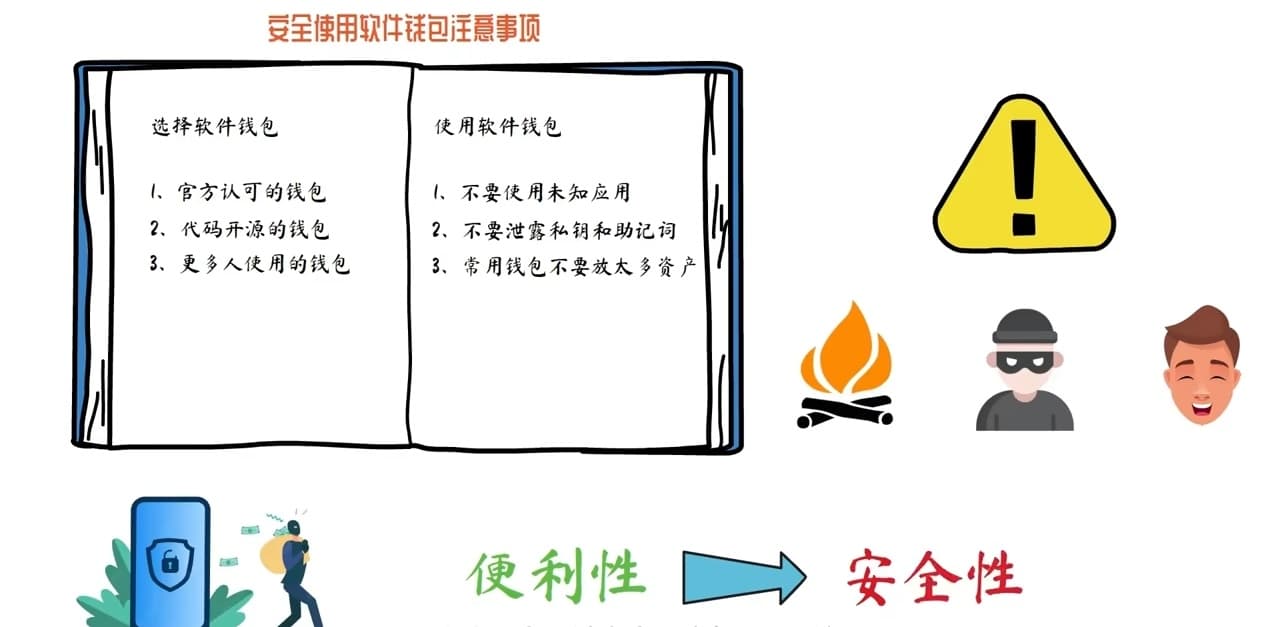 安全使用软件钱包注意事项
选择软件钱包
1、官方认可的钱包
2、代码开源的钱包
3、更多人使用的钱包
使用软件钱包
1、不要使用未知应用
2、不要泄露私钥和助记词
3、常用钱包不要放太多资产
便利性
安全性